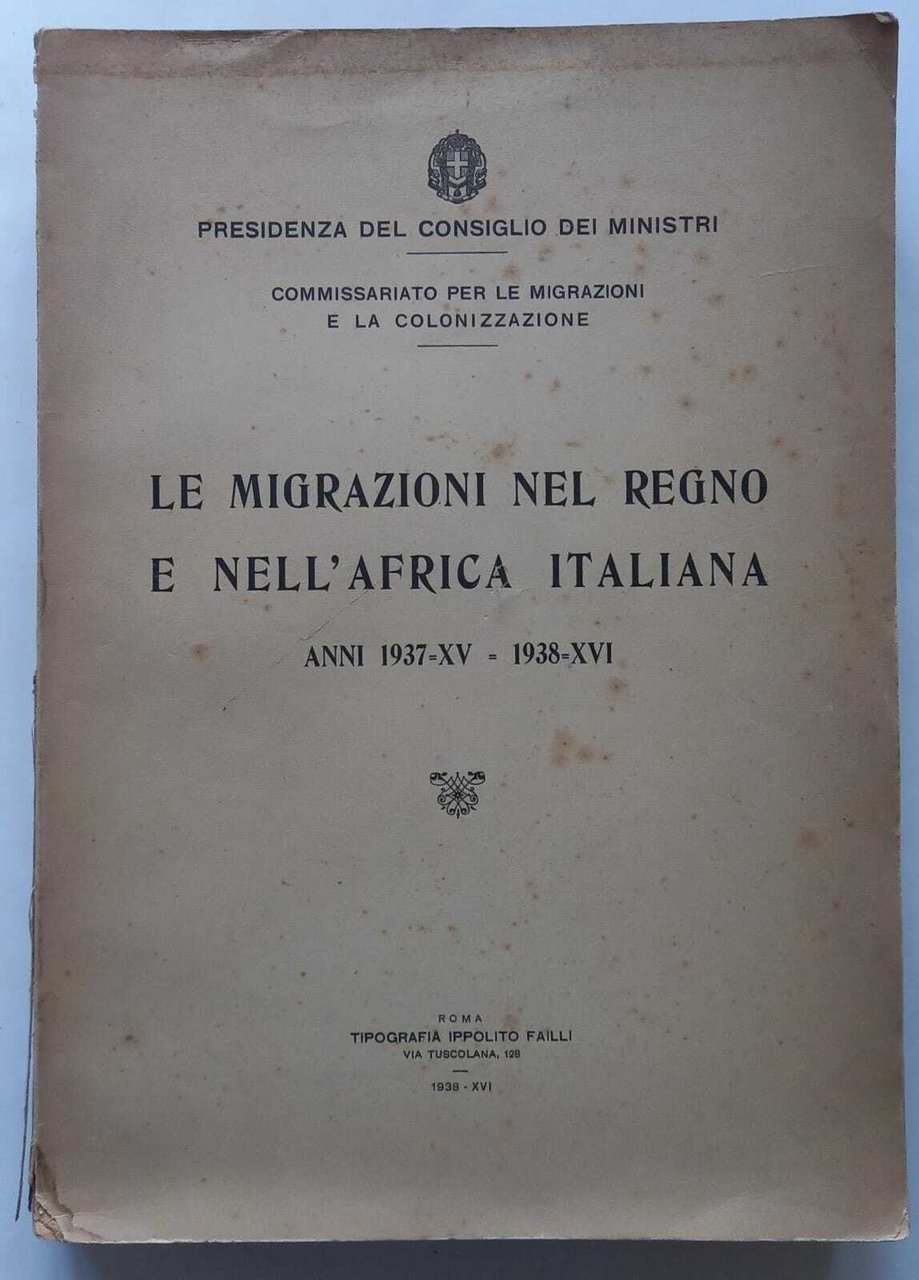 PRESIDENZA DEL CONSIGLIO DEI MINISTRI
COMMISSARIATO PER LE MIGRAZIONI
E LA COLONIZZAZIONE
LE MIGRAZIONI NEL REGNO
E NELL'AFRICA ITALIANA
ANNI 1937=XV = 1938=XVI
ROMA
TIPOGRAFIA IPPOLITO FAILLI
VIA TUSCOLANA, 128
1938 - XVI